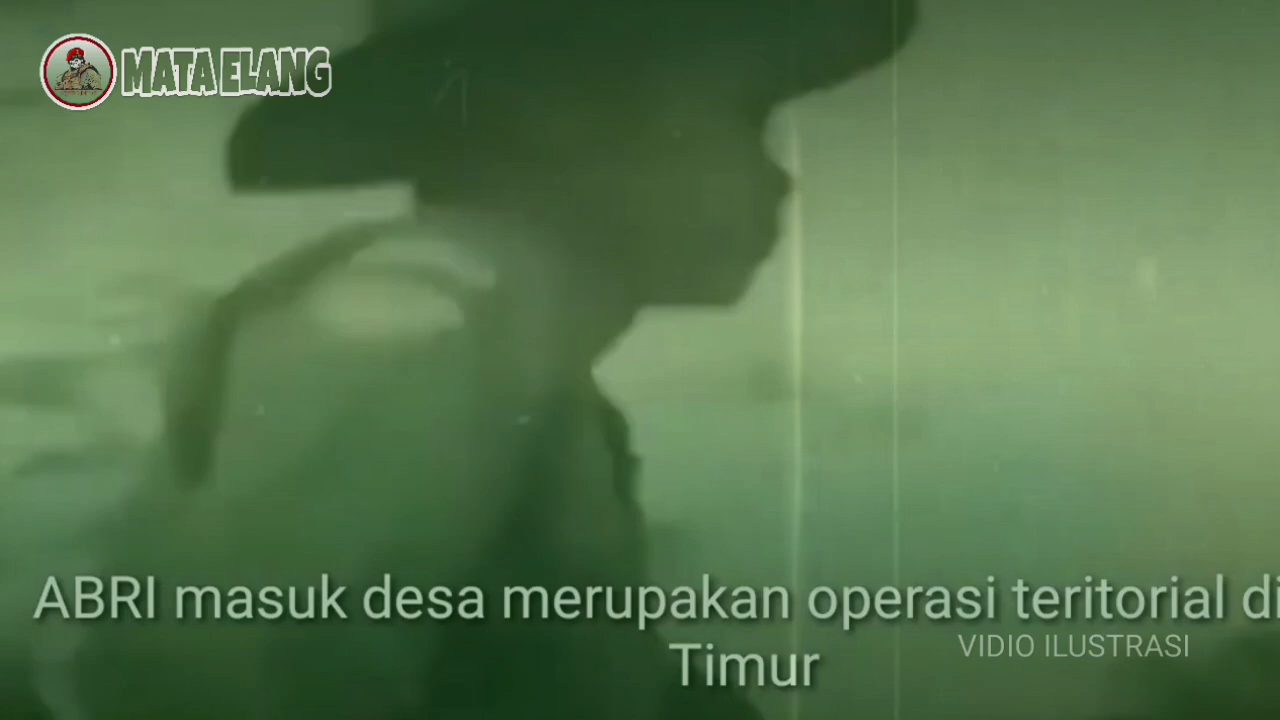 MATA ELANG
ABRI masuk desa merupakan operasi teritorial di
VIDIO ILUSTRASI
Timur